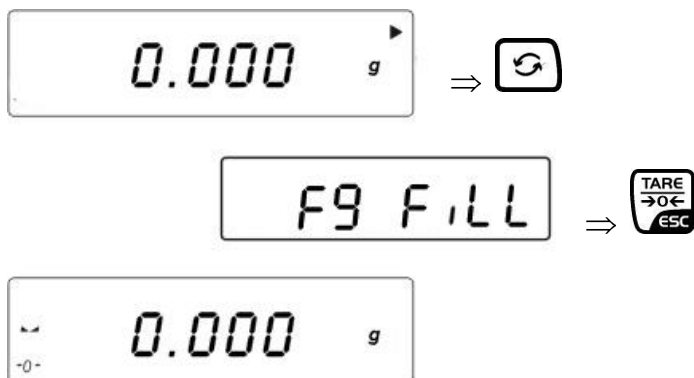 0.000 g ⇒
F9 FiLL ⇒ TARE
→0← ESC
0.000 g
-0-